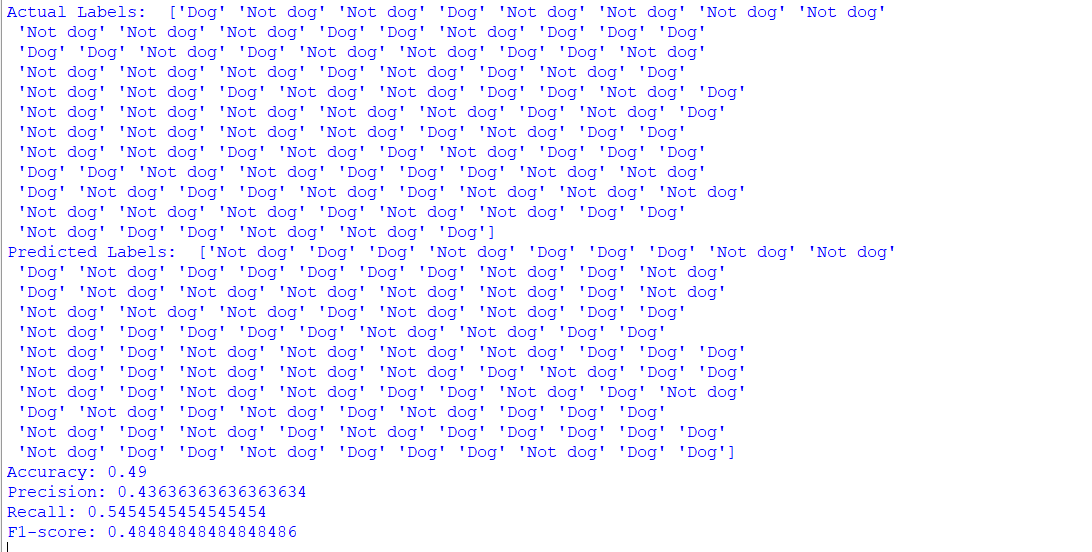 Actual Labels:  ['Dog' 'Not dog' 'Not dog' 'Dog' 'Not dog' 'Not dog' 'Not dog' 'Not dog'
 'Not dog' 'Not dog' 'Not dog' 'Dog' 'Dog' 'Not dog' 'Dog' 'Dog' 'Dog'
 'Dog' 'Dog' 'Not dog' 'Dog' 'Not dog' 'Not dog' 'Dog' 'Dog' 'Not dog'
 'Not dog' 'Not dog' 'Not dog' 'Dog' 'Not dog' 'Dog' 'Not dog' 'Dog'
 'Not dog' 'Not dog' 'Dog' 'Not dog' 'Not dog' 'Dog' 'Dog' 'Not dog' 'Dog'
 'Not dog' 'Not dog' 'Not dog' 'Not dog' 'Not dog' 'Dog' 'Not dog' 'Dog'
 'Not dog' 'Not dog' 'Not dog' 'Not dog' 'Dog' 'Not dog' 'Dog' 'Dog'
 'Not dog' 'Not dog' 'Dog' 'Not dog' 'Dog' 'Not dog' 'Dog' 'Dog' 'Dog'
 'Dog' 'Dog' 'Not dog' 'Not dog' 'Dog' 'Dog' 'Dog' 'Not dog' 'Not dog'
 'Dog' 'Not dog' 'Dog' 'Dog' 'Not dog' 'Dog' 'Not dog' 'Not dog' 'Not dog'
 'Not dog' 'Not dog' 'Not dog' 'Dog' 'Not dog' 'Not dog' 'Dog' 'Dog'
 'Not dog' 'Dog' 'Dog' 'Not dog' 'Not dog' 'Dog']
Predicted Labels:  ['Not dog' 'Dog' 'Dog' 'Not dog' 'Dog' 'Dog' 'Dog' 'Not dog' 'Not dog'
 'Dog' 'Not dog' 'Dog' 'Dog' 'Dog' 'Dog' 'Dog' 'Not dog' 'Dog' 'Not dog'
 'Dog' 'Not dog' 'Not dog' 'Not dog' 'Not dog' 'Not dog' 'Dog' 'Not dog'
 'Not dog' 'Not dog' 'Not dog' 'Dog' 'Not dog' 'Not dog' 'Dog' 'Dog'
 'Not dog' 'Dog' 'Dog' 'Dog' 'Dog' 'Not dog' 'Not dog' 'Dog' 'Dog'
 'Not dog' 'Dog' 'Not dog' 'Not dog' 'Not dog' 'Not dog' 'Dog' 'Dog' 'Dog'
 'Not dog' 'Dog' 'Not dog' 'Not dog' 'Not dog' 'Dog' 'Not dog' 'Dog' 'Dog'
 'Not dog' 'Dog' 'Not dog' 'Not dog' 'Dog' 'Dog' 'Not dog' 'Dog' 'Not dog'
 'Dog' 'Not dog' 'Dog' 'Not dog' 'Dog' 'Not dog' 'Dog' 'Dog' 'Dog'
 'Not dog' 'Dog' 'Not dog' 'Dog' 'Not dog' 'Dog' 'Dog' 'Dog' 'Dog' 'Dog'
 'Not dog' 'Dog' 'Dog' 'Not dog' 'Dog' 'Dog' 'Dog' 'Not dog' 'Dog' 'Dog']
Accuracy: 0.49
Precision: 0.43636363636363634
Recall: 0.5454545454545454
F1-score: 0.48484848484848486